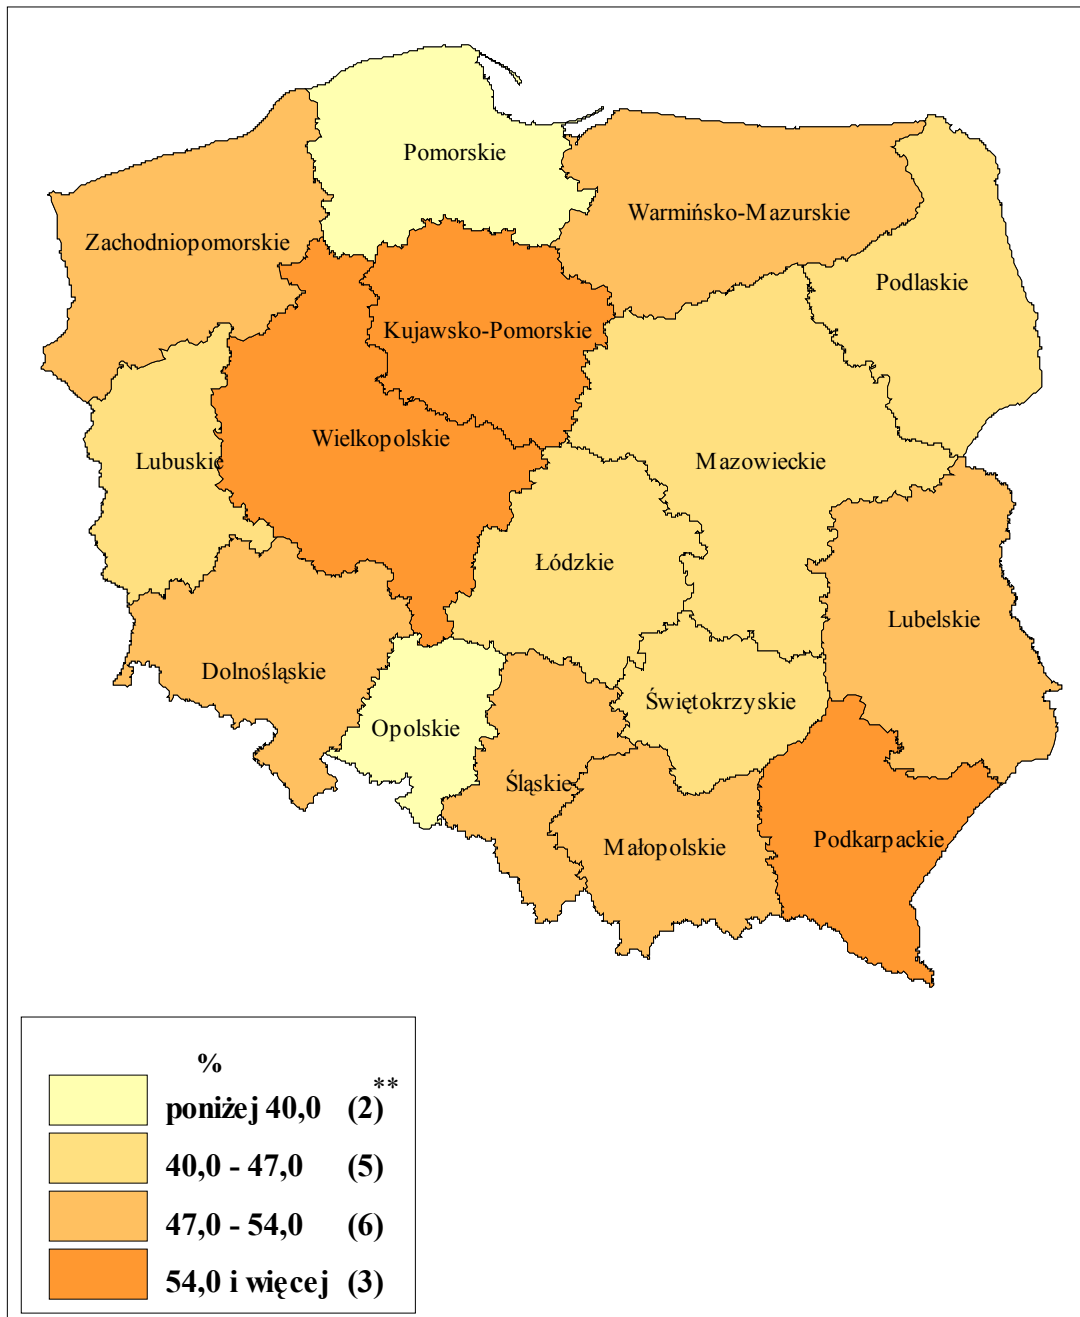 Pomorskie
Warmińsko-Mazurskie
Zachodniopomorskie
Podlaskie
Kujawsko-Pomorskie
Wielkopolskie
Lubuskie
Mazowieckie
Łódzkie
Lubelskie
Dolnośląskie
Świętokrzyskie
Opolskie
Śląskie
Podkarpackie
Małopolskie
%
poniżej 40,0 (2)**
40,0 - 47,0 (5)
47,0 - 54,0 (6)
54,0 i więcej (3)